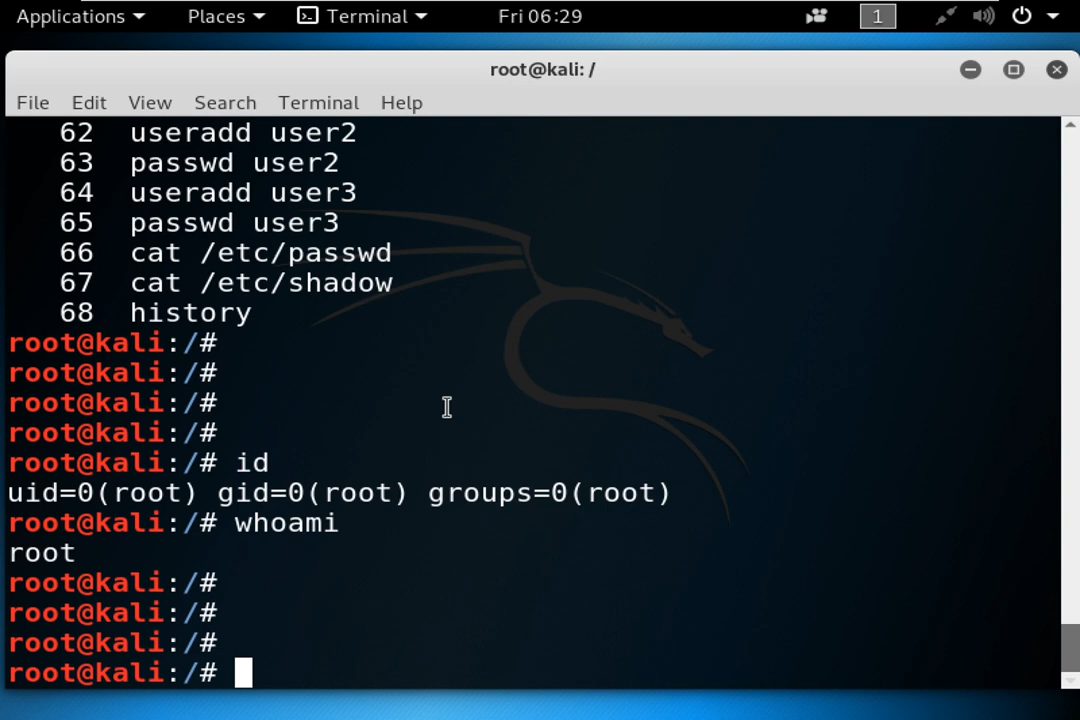 Applications Places Terminal Fri 06:29 1
root@kali: /
File Edit View Search Terminal Help
62 useradd user2
63 passwd user2
64 useradd user3
65 passwd user3
66 cat /etc/passwd
67 cat /etc/shadow
68 history
root@kali:/#
root@kali:/#
root@kali:/#
root@kali:/#
root@kali:/# id
uid=0(root) gid=0(root) groups=0(root)
root@kali:/# whoami
root
root@kali:/#
root@kali:/#
root@kali:/#
root@kali:/#